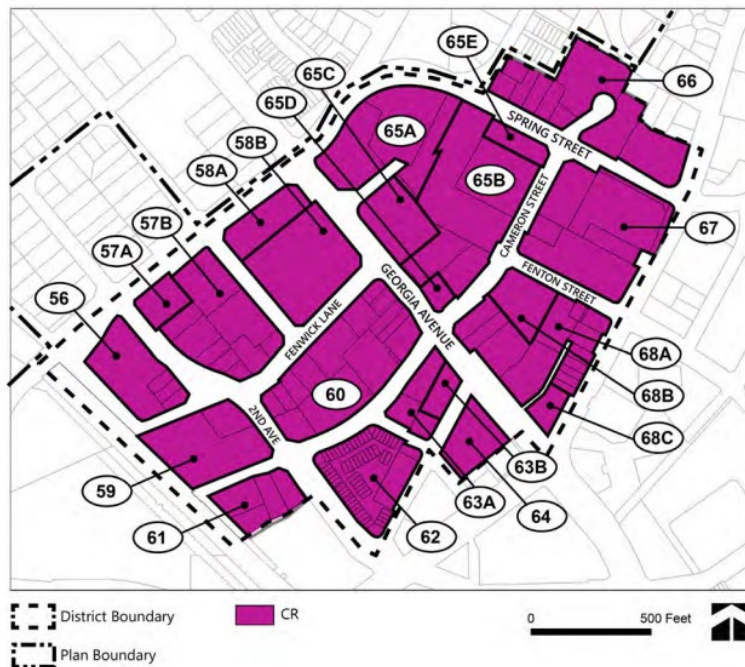 65E
66
65C
65D
65A
SPRING STREET
58B
65B
58A
CAMERON STREET
57B
67
57A
GEORGIA AVENUE
FENTON STREET
56
FENWICK LANE
68A
60
68B
2ND AVE
68C
59
63B
61
62
63A
64
District Boundary
CR
0 500 Feet
Plan Boundary